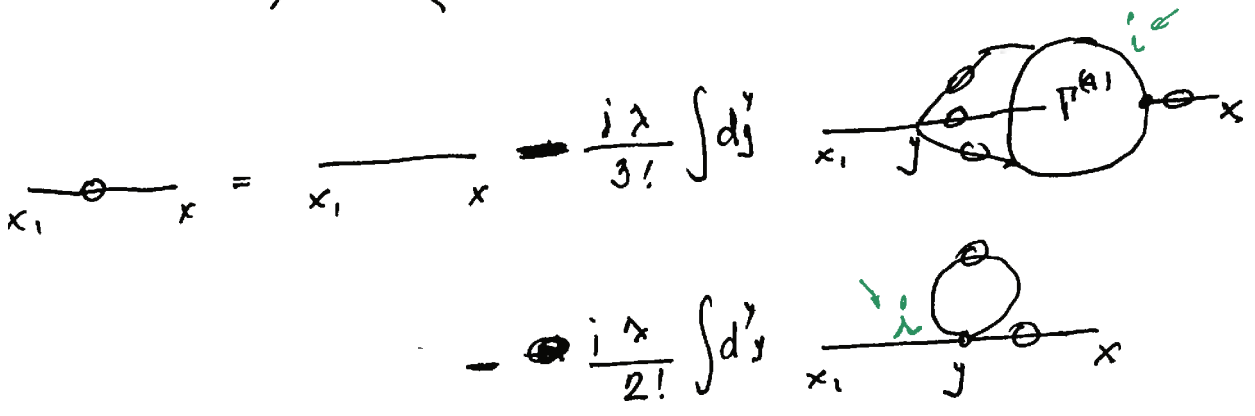 i
x₁ x = x₁ x - iλ/3! ∫d⁴y x₁ y Γ⁽⁴⁾ x
- iλ/2! ∫d⁴y i x₁ y x